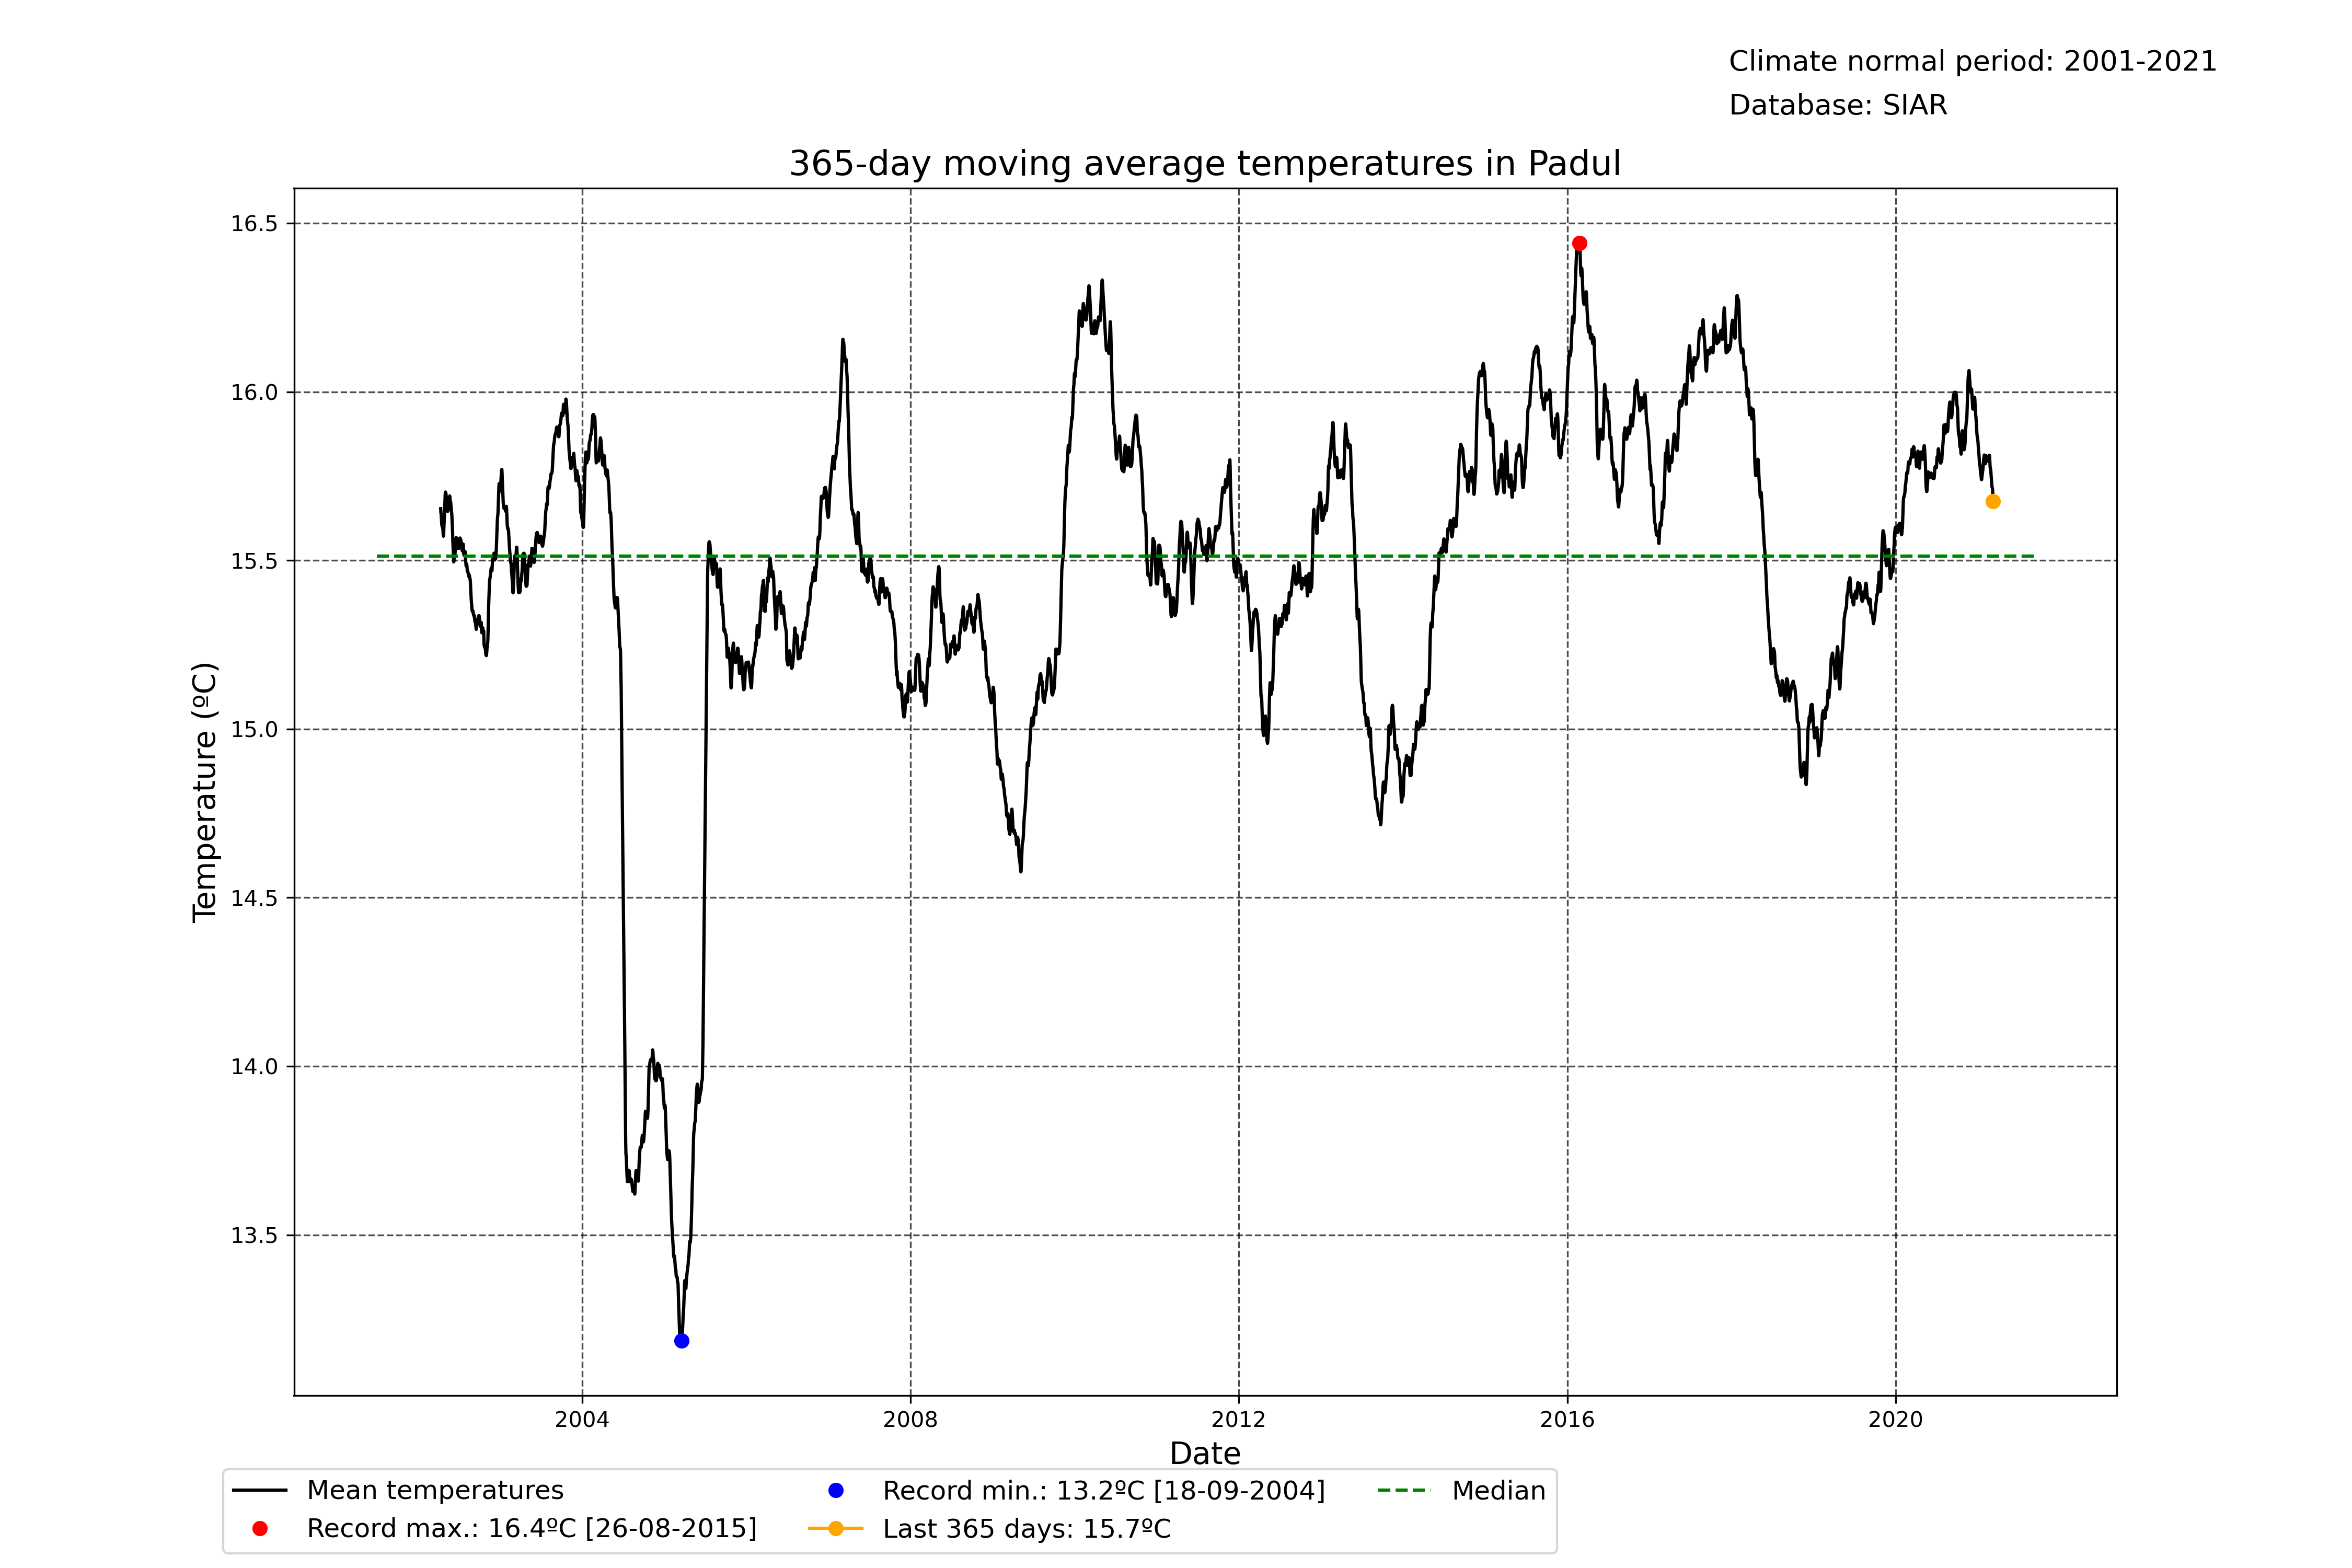 Climate normal period: 2001-2021
Database: SIAR
365-day moving average temperatures in Padul
Temperature (ºC)
16.5
16.0
15.5
15.0
14.5
14.0
13.5
2004
2008
2012
2016
2020
Date
Mean temperatures
Record max.: 16.4ºC [26-08-2015]
Record min.: 13.2ºC [18-09-2004]
Last 365 days: 15.7ºC
Median